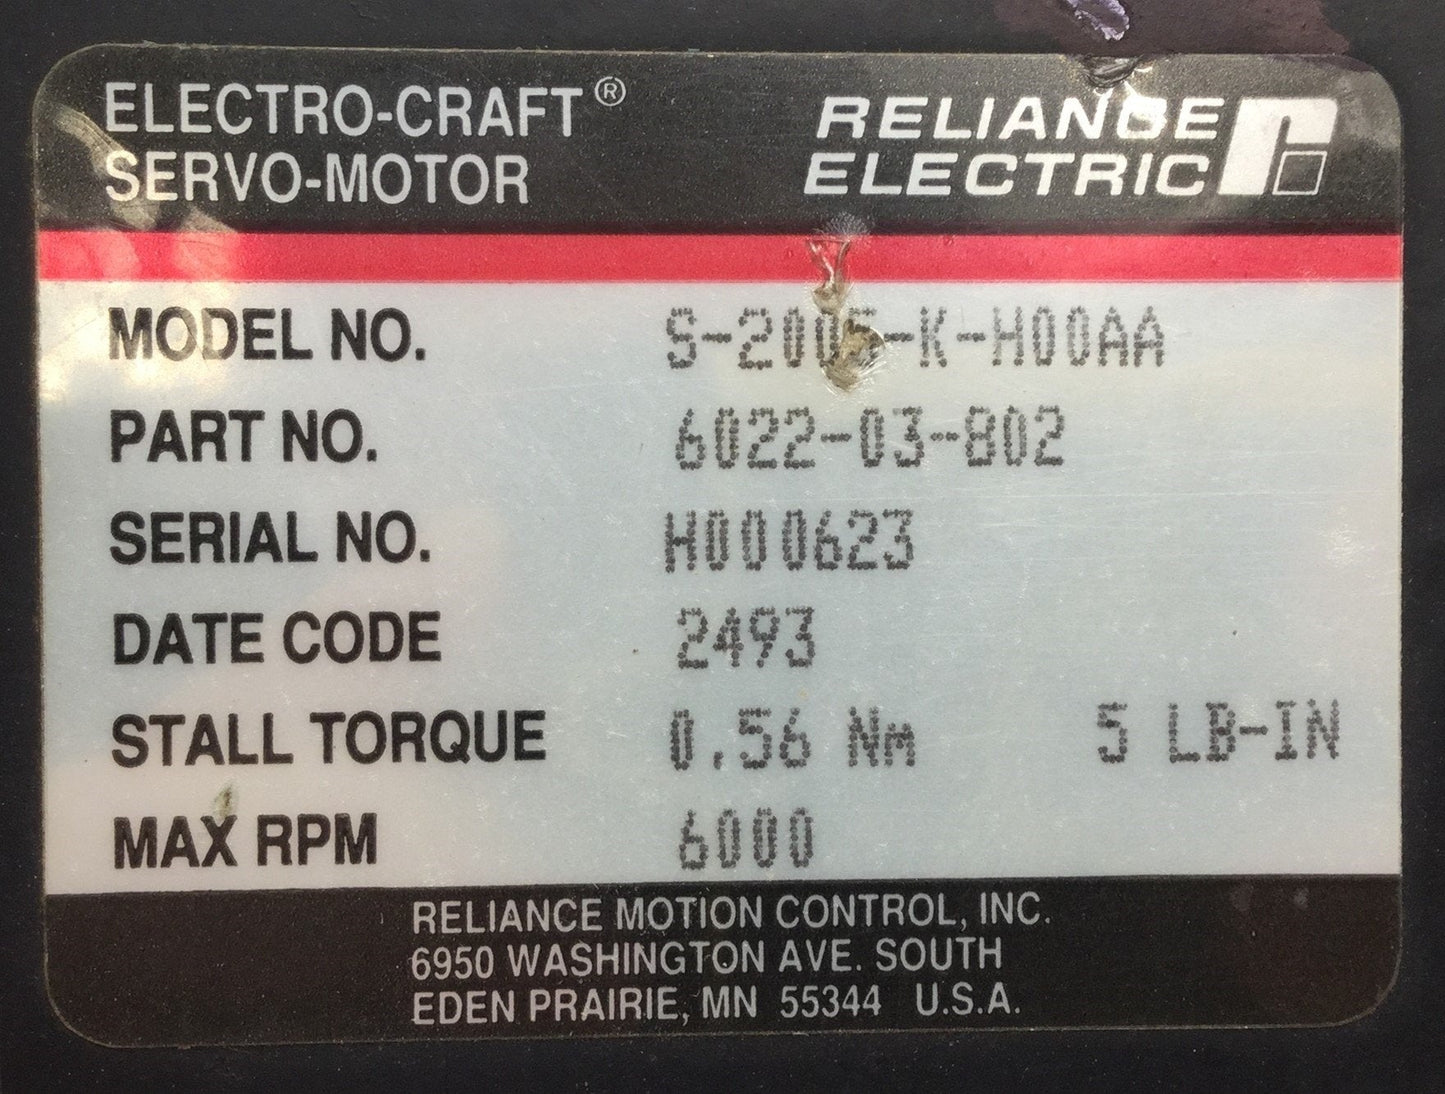 ELECTRO-CRAFT®
SERVO-MOTOR
RELIANCE
ELECTRIC
MODEL NO. S-2005-K-H00AA
PART NO. 6022-03-802
SERIAL NO. H000623
DATE CODE 2493
STALL TORQUE 0.56 Nm 5 LB-IN
MAX RPM 6000
RELIANCE MOTION CONTROL, INC.
6950 WASHINGTON AVE. SOUTH
EDEN PRAIRIE, MN 55344 U.S.A.